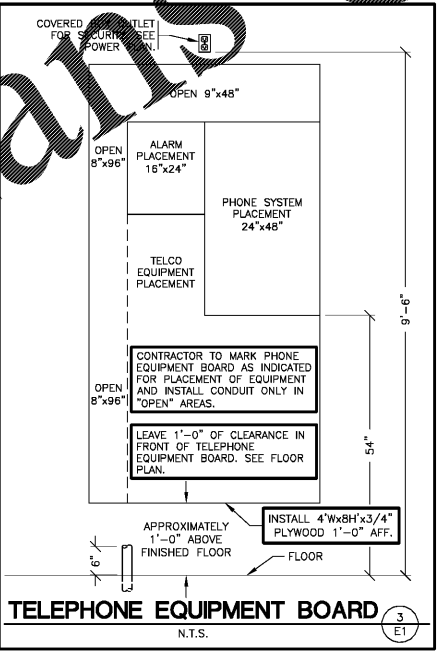 COVERED BOX OUTLET
FOR SECURITY. SEE
POWER PLAN.
ans
OPEN 9"x48"
OPEN
8"x96"
ALARM
PLACEMENT
16"x24"
PHONE SYSTEM
PLACEMENT
24"x48"
TELCO
EQUIPMENT
PLACEMENT
9'-6"
CONTRACTOR TO MARK PHONE
EQUIPMENT BOARD AS INDICATED
FOR PLACEMENT OF EQUIPMENT
AND INSTALL CONDUIT ONLY IN
"OPEN" AREAS.
OPEN
8"x96"
54"
LEAVE 1'-0" OF CLEARANCE IN
FRONT OF TELEPHONE
EQUIPMENT BOARD. SEE FLOOR
PLAN.
INSTALL 4'Wx8H'x3/4"
PLYWOOD 1'-0" AFF.
APPROXIMATELY
1'-0" ABOVE
FINISHED FLOOR
6"
FLOOR
TELEPHONE EQUIPMENT BOARD
3
E1
N.T.S.